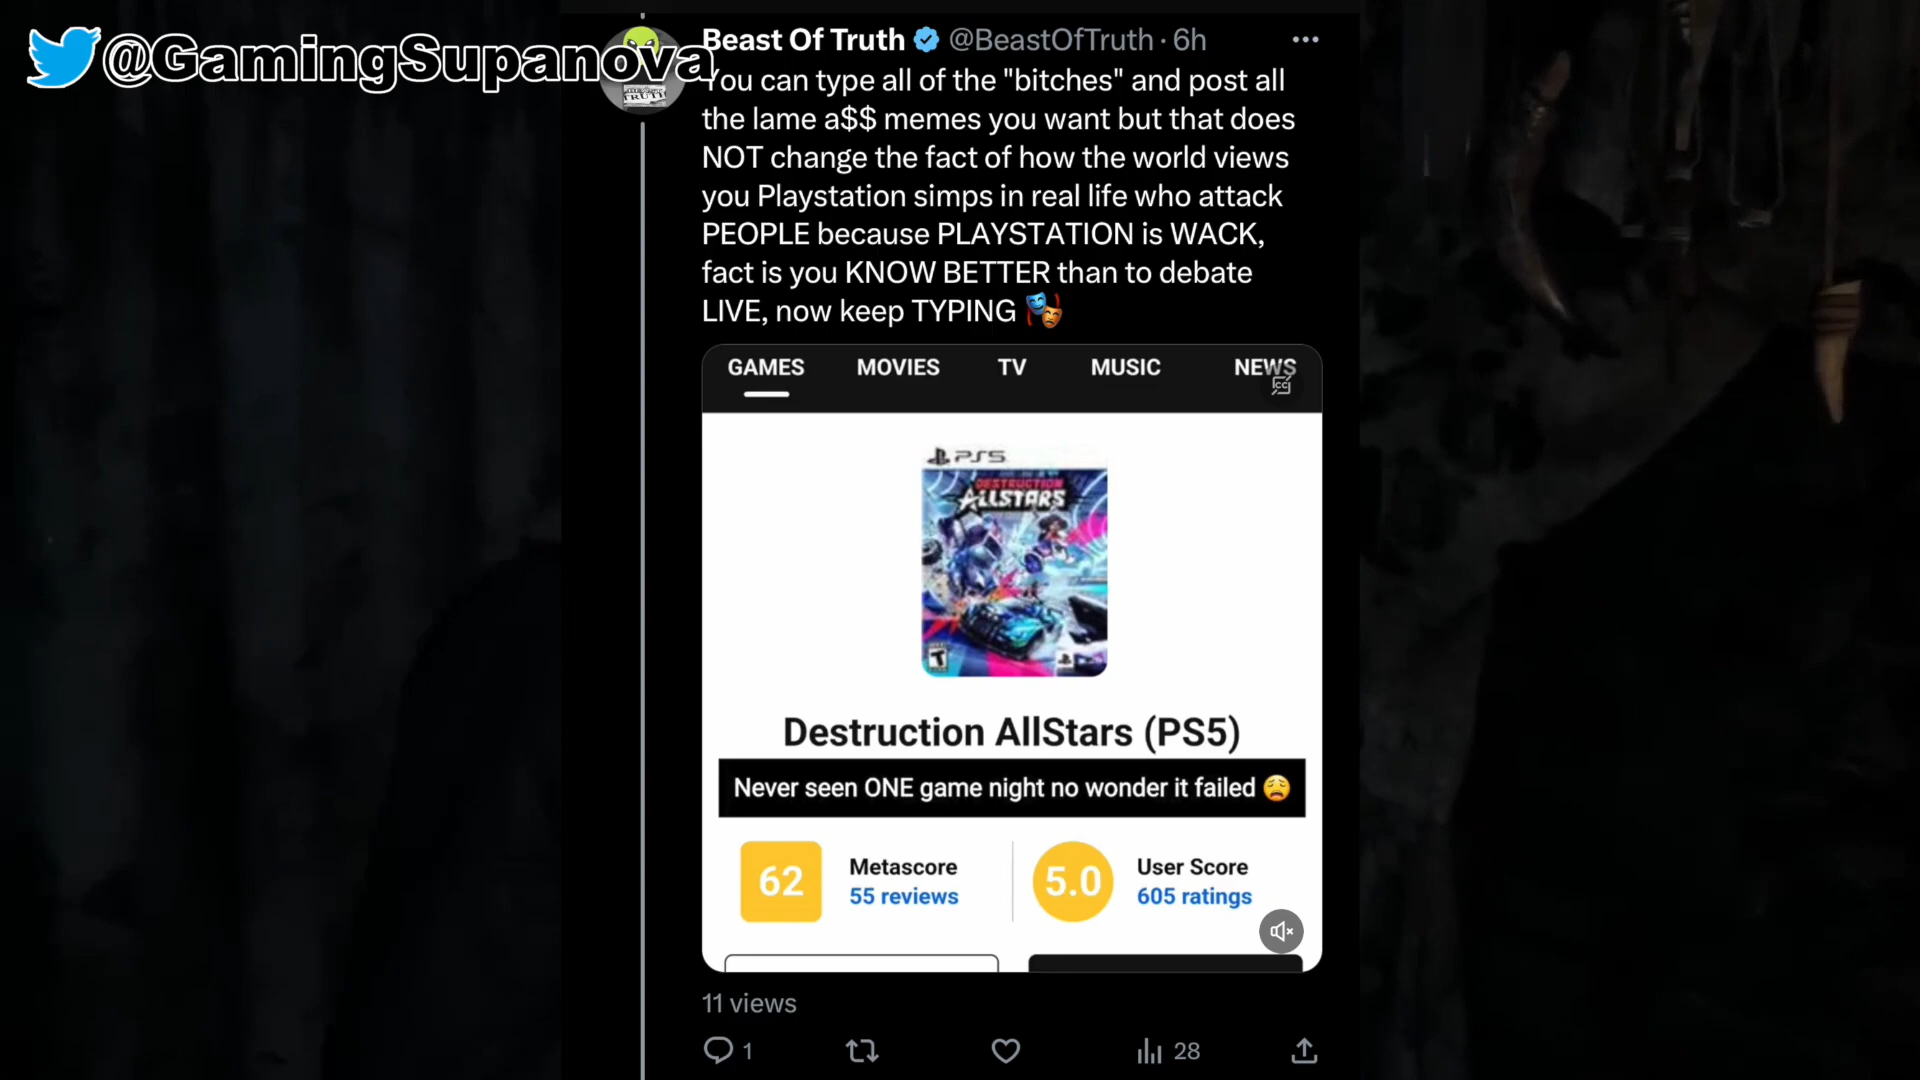 @GamingSupanova
Beast Of Truth @BeastOfTruth · 6h
You can type all of the "bitches" and post all
the lame a$$ memes you want but that does
NOT change the fact of how the world views
you Playstation simps in real life who attack
PEOPLE because PLAYSTATION is WACK,
fact is you KNOW BETTER than to debate
LIVE, now keep TYPING 🎭
TRUTH
GAMES MOVIES TV MUSIC NEWS
CC
PS5
DESTRUCTION
ALLSTARS
T
Destruction AllStars (PS5)
Never seen ONE game night no wonder it failed 😩
62 Metascore
55 reviews
5.0 User Score
605 ratings
11 views
1
28